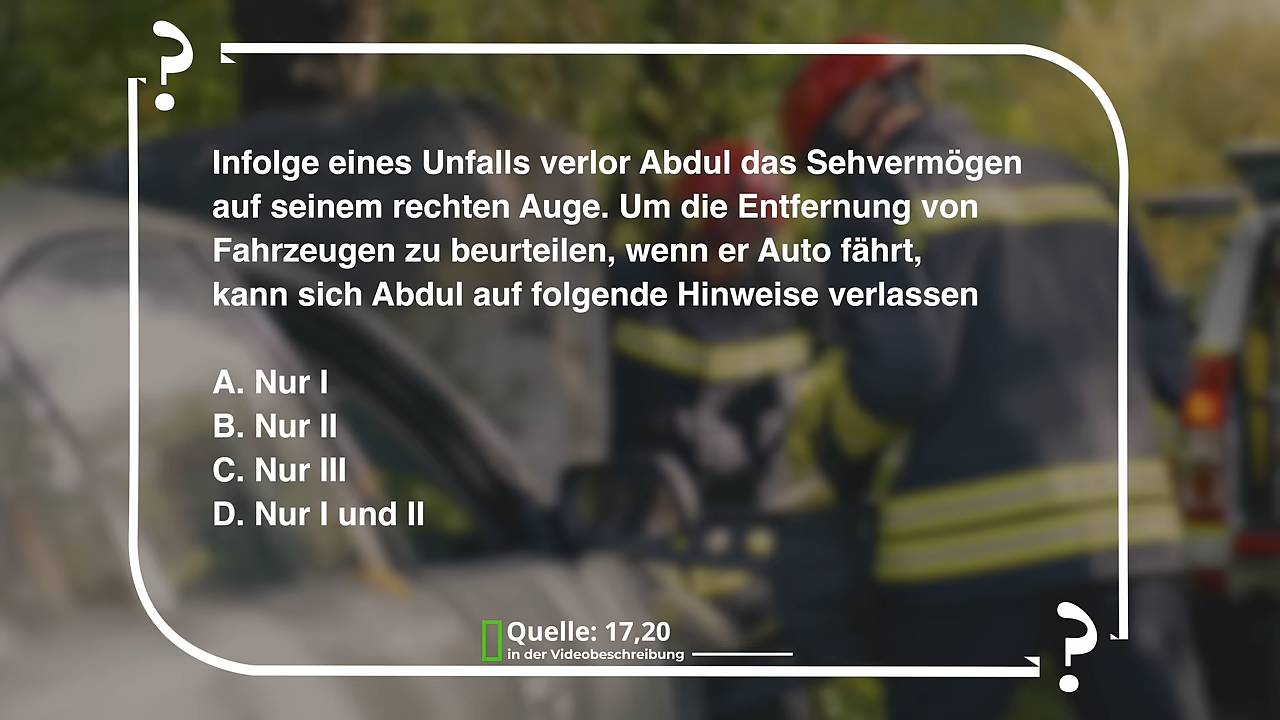 Infolge eines Unfalls verlor Abdul das Sehvermögen
auf seinem rechten Auge. Um die Entfernung von
Fahrzeugen zu beurteilen, wenn er Auto fährt,
kann sich Abdul auf folgende Hinweise verlassen
A. Nur I
B. Nur II
C. Nur III
D. Nur I und II
Quelle: 17,20
in der Videobeschreibung